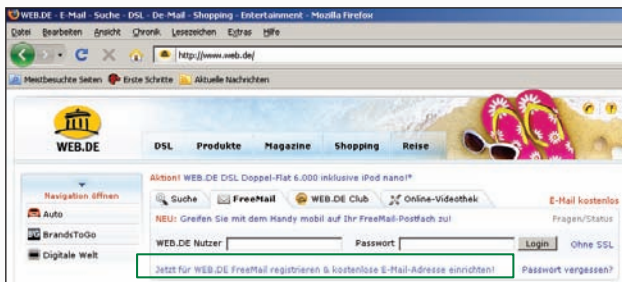 WEB.DE - E-Mail - Suche - DSL - De-Mail - Shopping - Entertainment - Mozilla Firefox
Datei Bearbeiten Ansicht Chronik Lesezeichen Extras Hilfe
http://www.web.de/
Meistbesuchte Seiten Erste Schritte Aktuelle Nachrichten
WEB.DE DSL Produkte Magazine Shopping Reise
Aktion! WEB.DE DSL Doppel-Flat 6.000 inklusive iPod nano!*
Navigation öffnen Suche FreeMail WEB.DE Club Online-Videothek E-Mail kostenlos
Auto NEU: Greifen Sie mit dem Handy mobil auf Ihr FreeMail-Postfach zu! Fragen/Status
BrandsToGo WEB.DE Nutzer Passwort Login Ohne SSL
Digitale Welt Jetzt für WEB.DE FreeMail registrieren & kostenlose E-Mail-Adresse einrichten! Passwort vergessen?